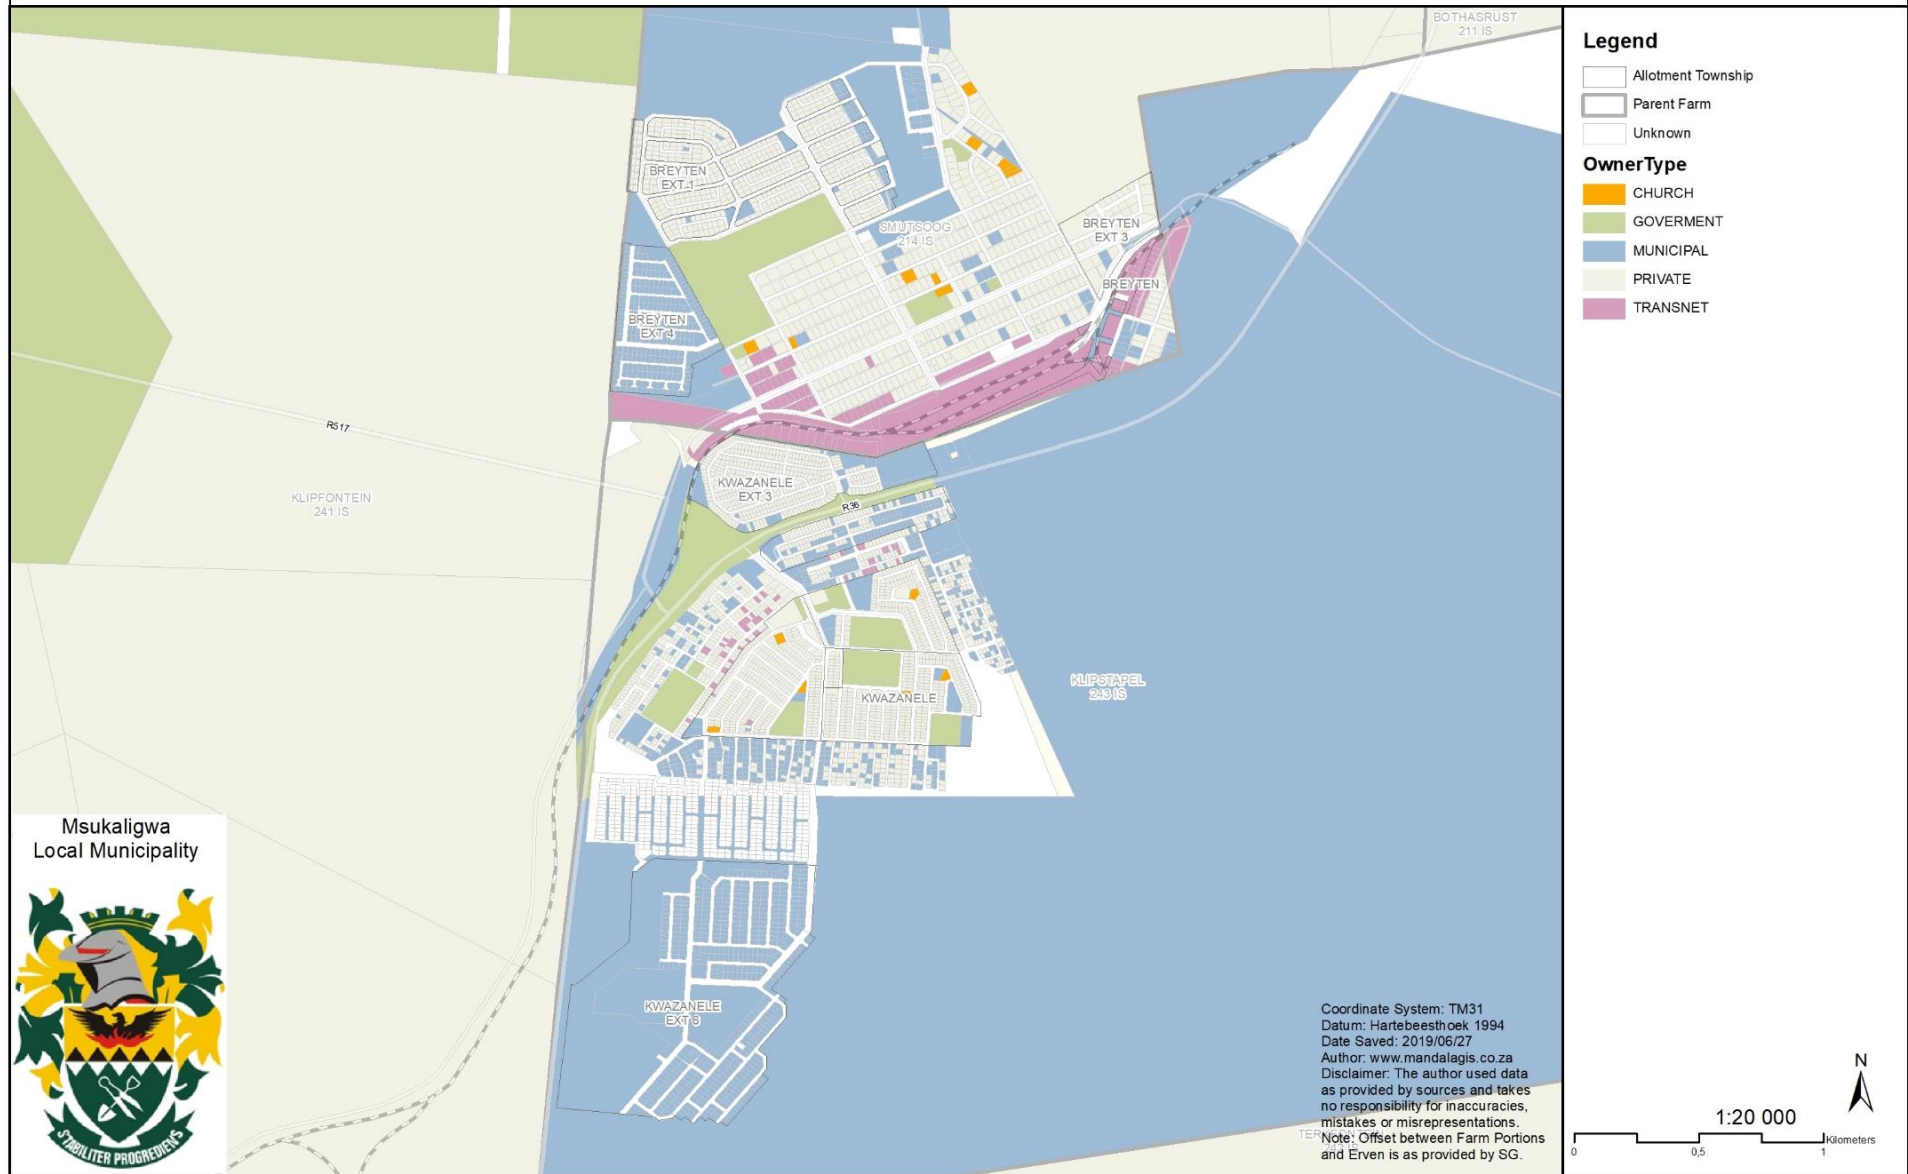 BOTHASRUST
211 IS
BREYTEN
EXT 1
SMUTSOOG
214 IS
BREYTEN
EXT 3
BREYTEN
BREYTEN
EXT 4
R517
KLIPFONTEIN
241 IS
KWAZANELE
EXT 3
R36
KLIPSTAPEL
243 IS
KWAZANELE
KWAZANELE
EXT 6
Msukaligwa
Local Municipality
STABILITER PROGREDIENS
Coordinate System: TM31
Datum: Hartebeesthoek 1994
Date Saved: 2019/06/27
Author: www.mandalagis.co.za
Disclaimer: The author used data
as provided by sources and takes
no responsibility for inaccuracies,
mistakes or misrepresentations.
Note: Offset between Farm Portions
and Erven is as provided by SG.
Legend
Allotment Township
Parent Farm
Unknown
OwnerType
CHURCH
GOVERMENT
MUNICIPAL
PRIVATE
TRANSNET
N
1:20 000
0 0,5 1 Kilometers